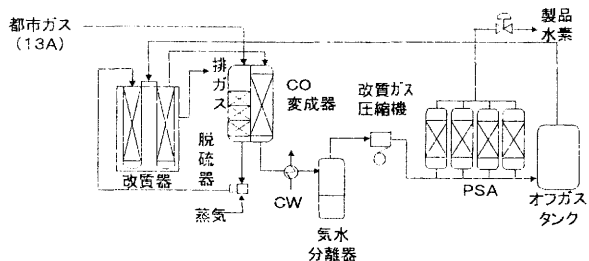 都市ガス
（13A）
製品
水素
排ガス
CO
変成器
改質ガス
圧縮機
脱硫器
改質器
蒸気
CW
気水
分離器
PSA
オフガス
タンク